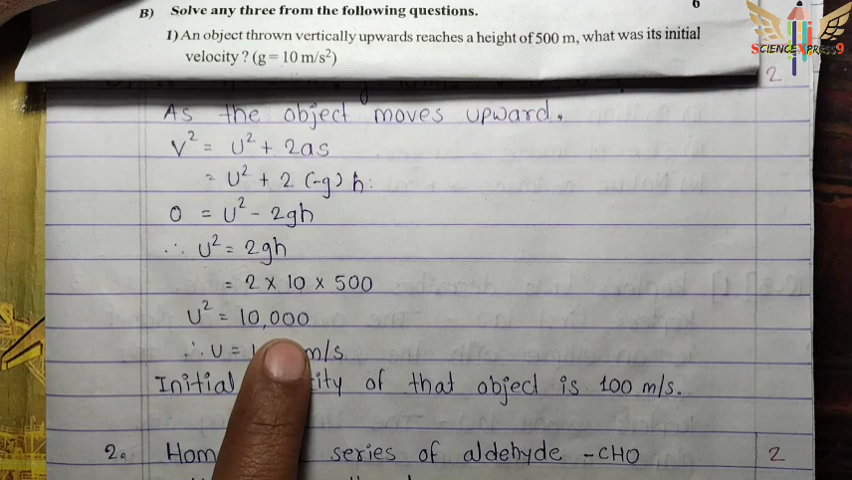 6
B) Solve any three from the following questions.
1) An object thrown vertically upwards reaches a height of 500 m, what was its initial
velocity ? (g = 10 m/s²)
SCIENCEXPRESS9
2
As the object moves upward,
V² = U² + 2as
= U² + 2 (-g) h
0 = U² - 2gh
∴ U² = 2gh
= 2 × 10 × 500
U² = 10,000
∴ U = m/s
Initial of that object is 100 m/s.
2. series of aldehyde -CHO
2